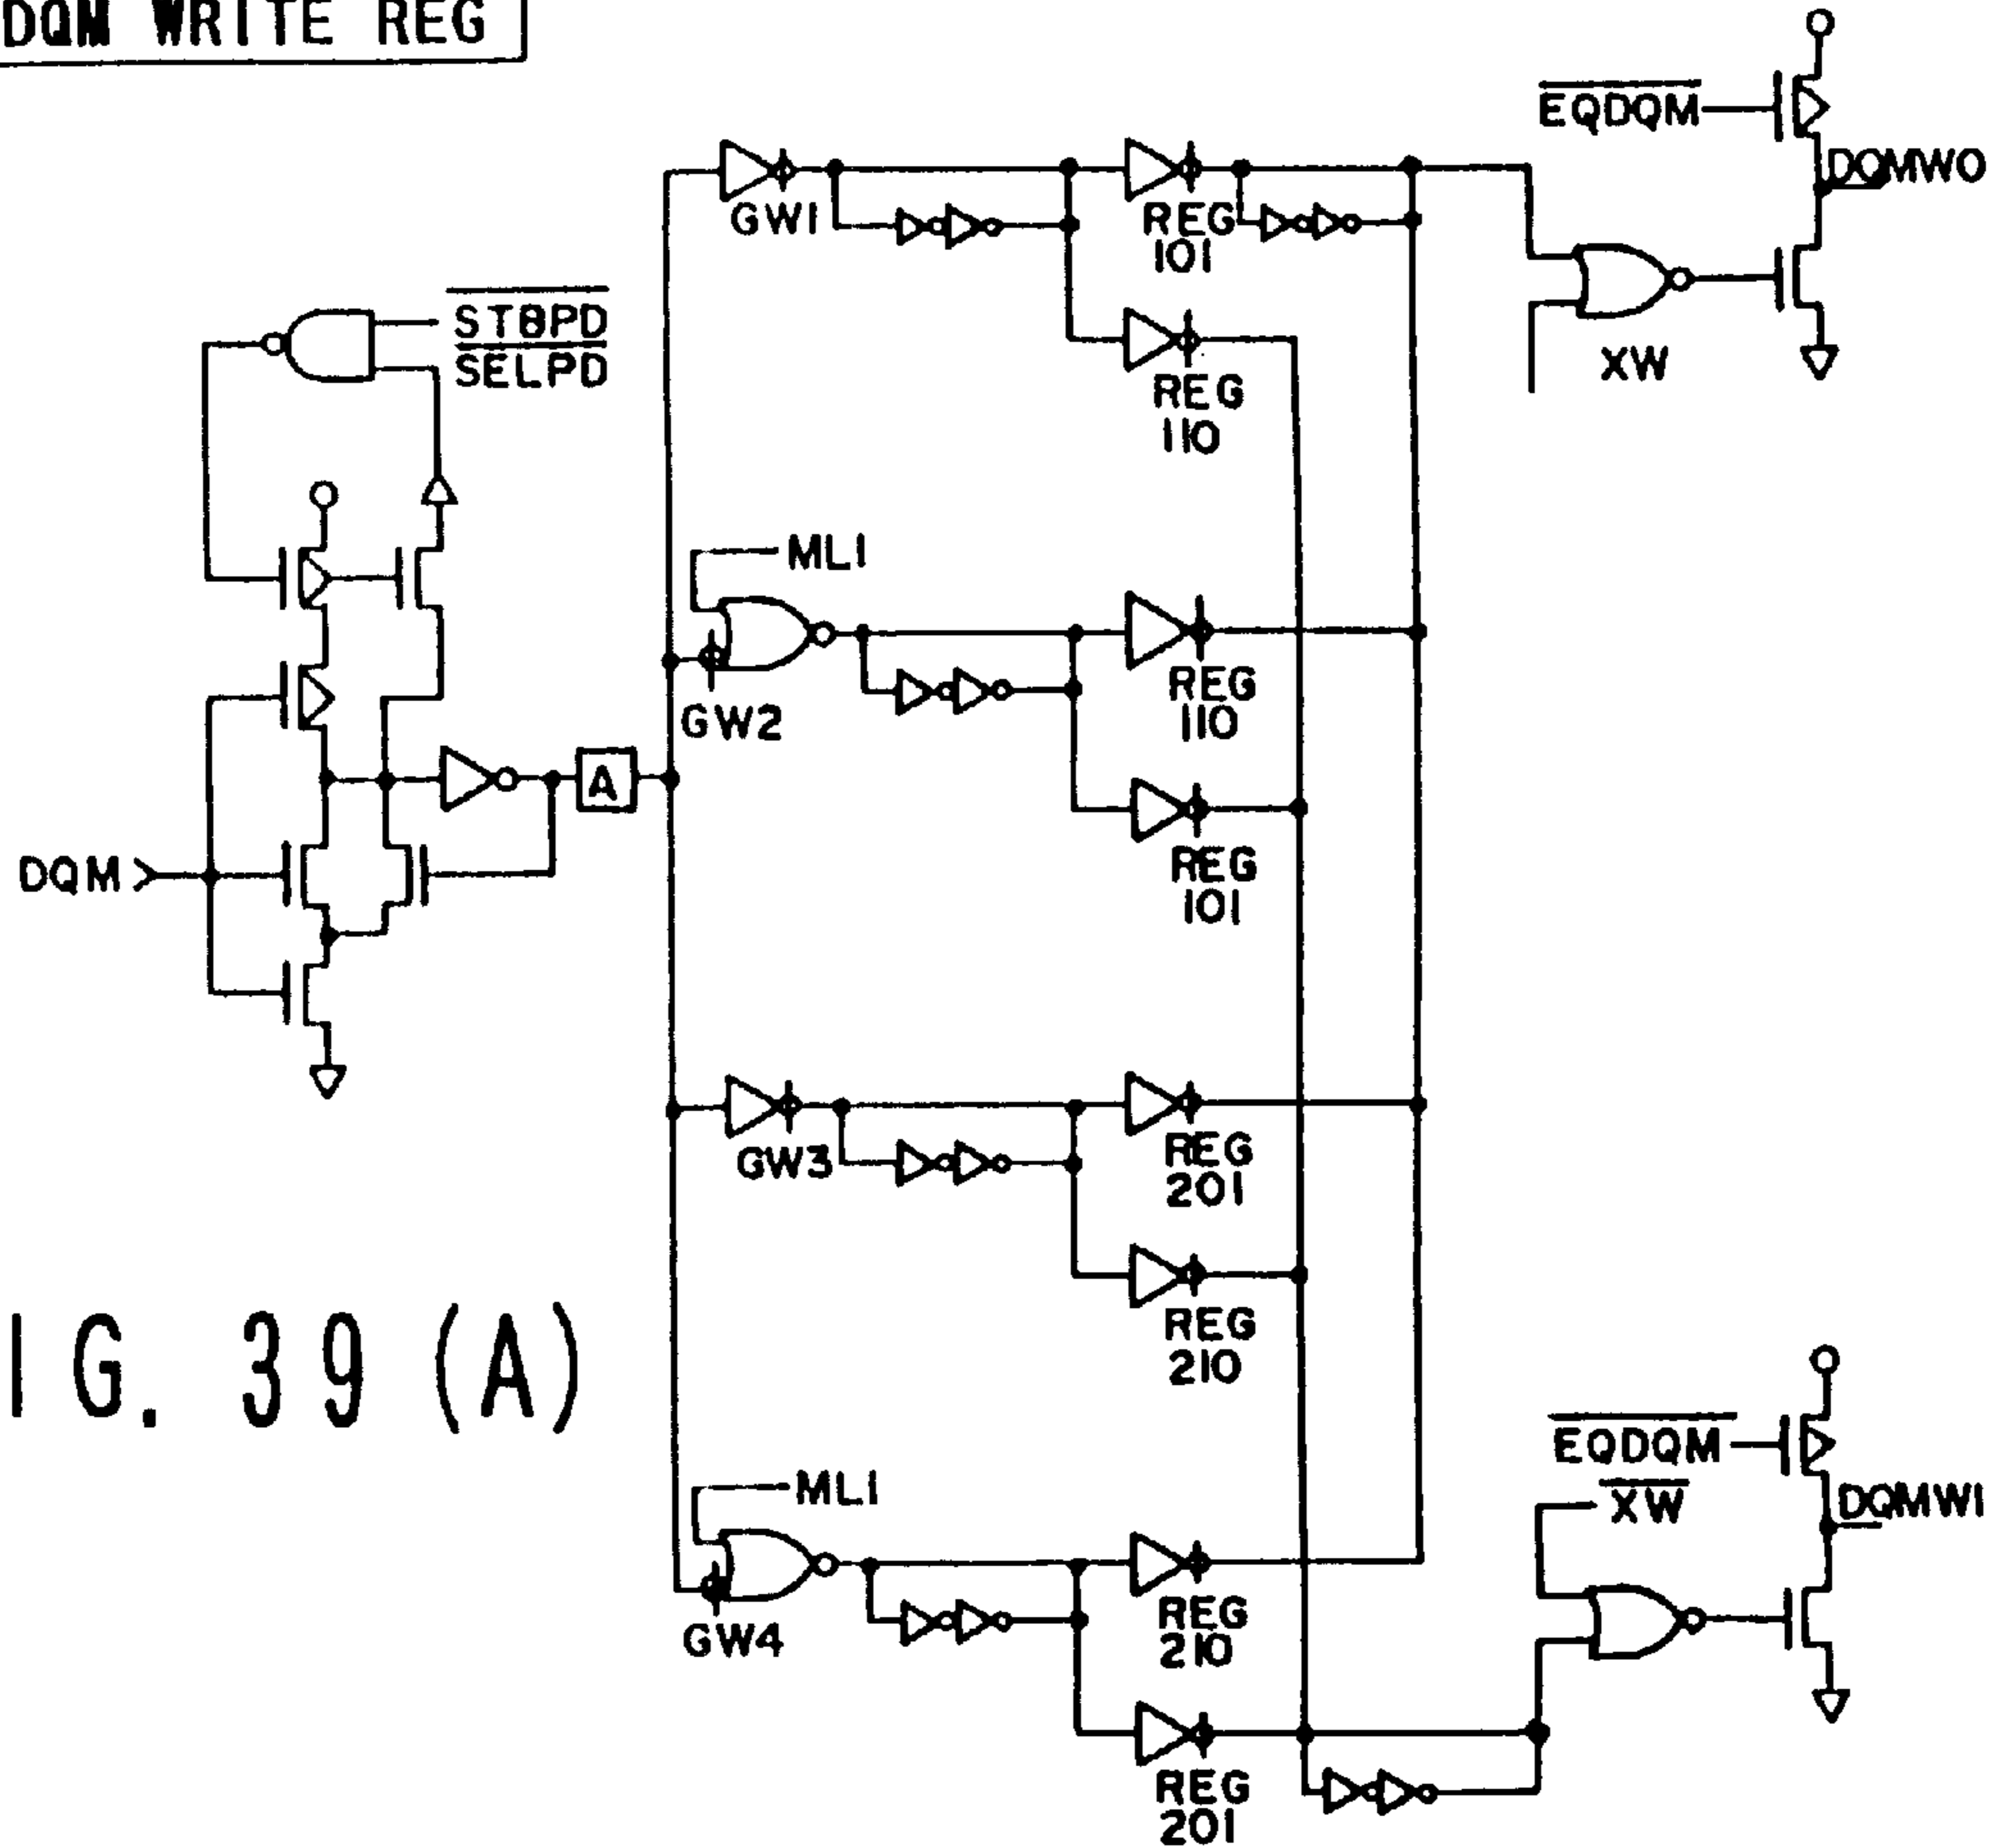 DQM WRITE REG
EQDQM
DQMW0
GW1
REG
101
STBPD
SELPD
XW
REG
110
ML1
GW2
REG
110
A
DQM
REG
101
GW3
REG
201
REG
210
IG. 39 (A)
EQDQM
XW
DQMW1
ML1
GW4
REG
210
REG
201